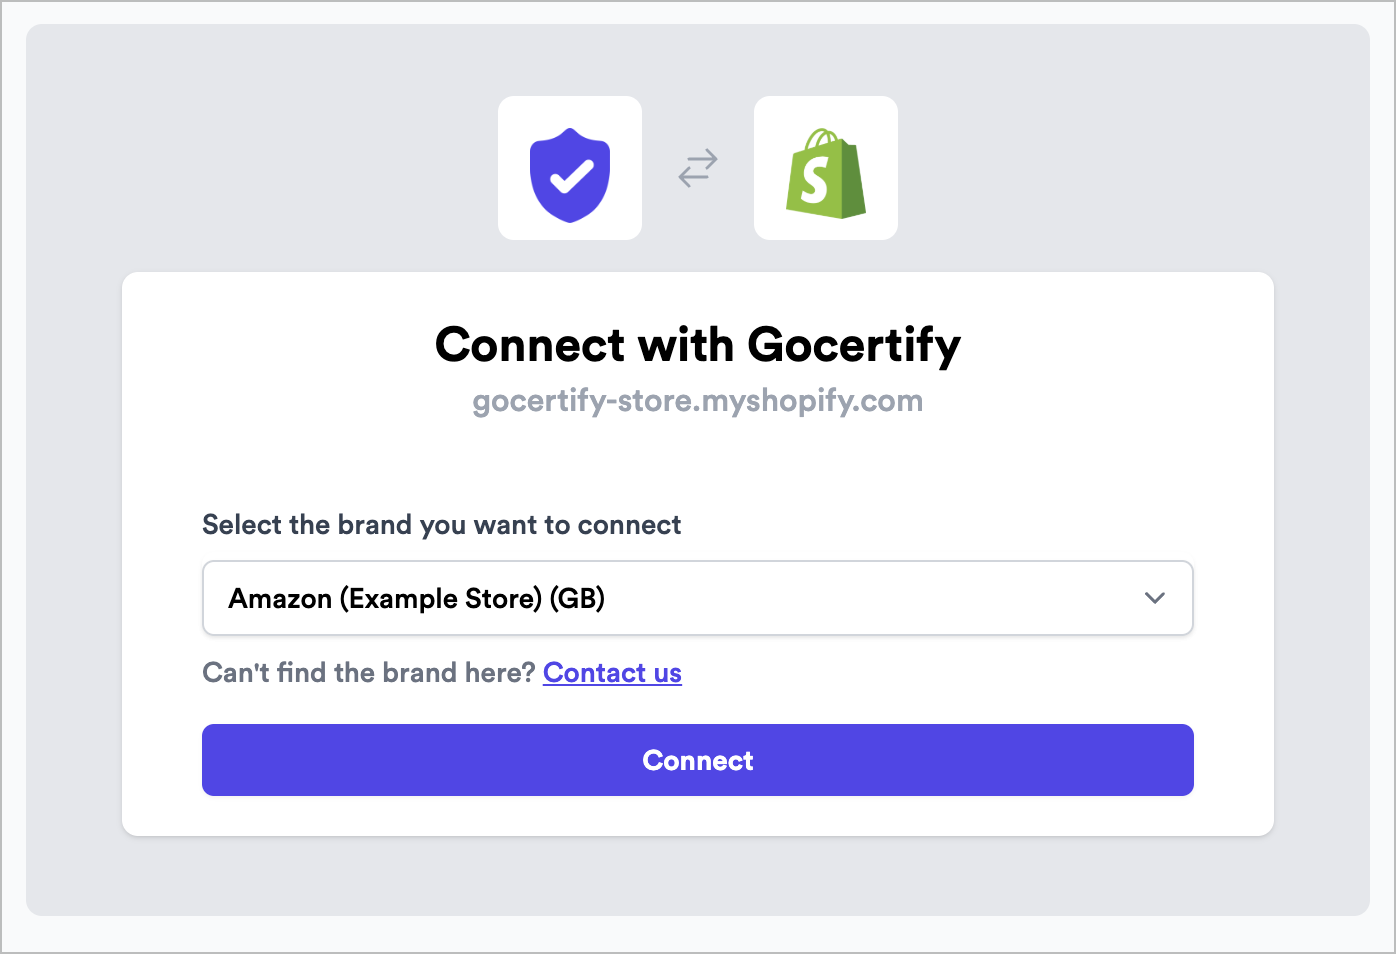 Connect with Gocertify
gocertify-store.myshopify.com
Select the brand you want to connect
Amazon (Example Store) (GB)
Can't find the brand here? Contact us
Connect